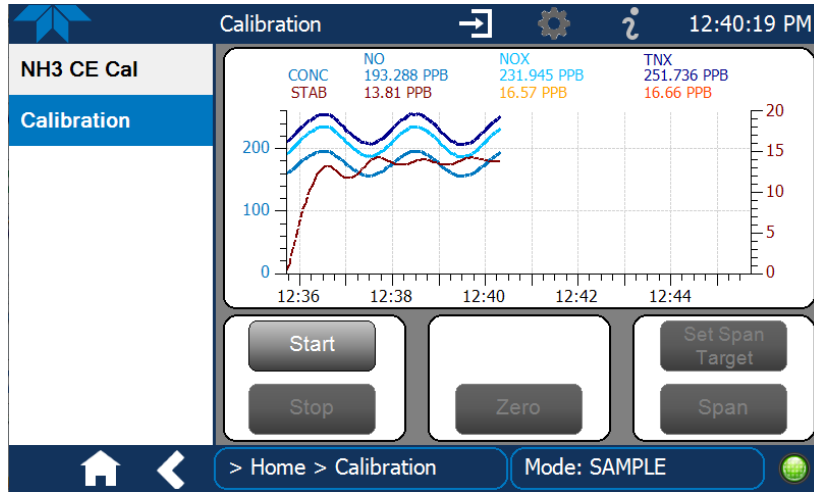 Calibration 12:40:19 PM
NH3 CE Cal
Calibration
NO NOX TNX
CONC 193.288 PPB 231.945 PPB 251.736 PPB
STAB 13.81 PPB 16.57 PPB 16.66 PPB
200
100
0
20
15
10
5
0
12:36 12:38 12:40 12:42 12:44
Start
Stop
Zero
Set Span
Target
Span
> Home > Calibration
Mode: SAMPLE